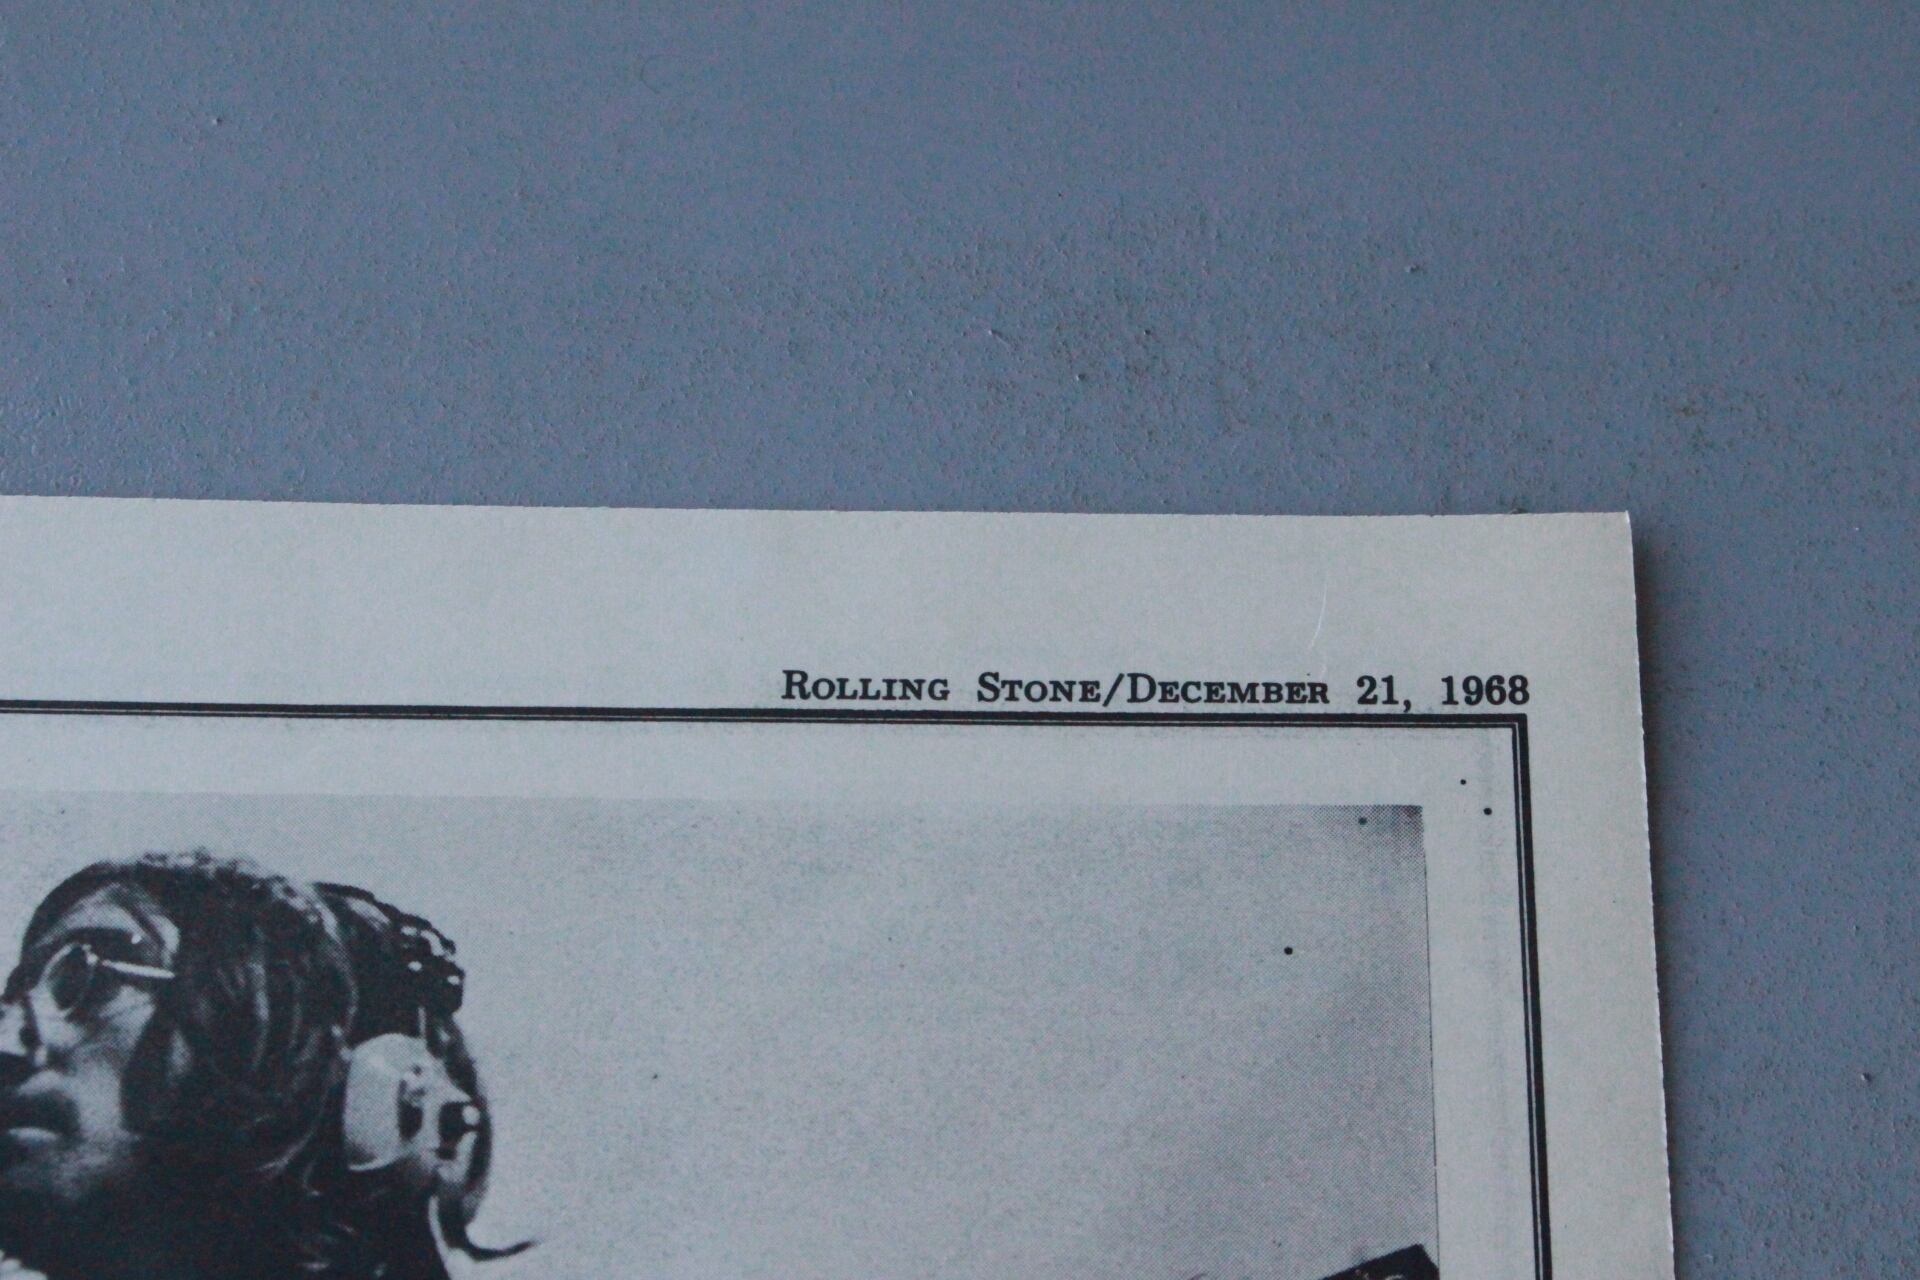 ROLLING STONE/DECEMBER 21, 1968